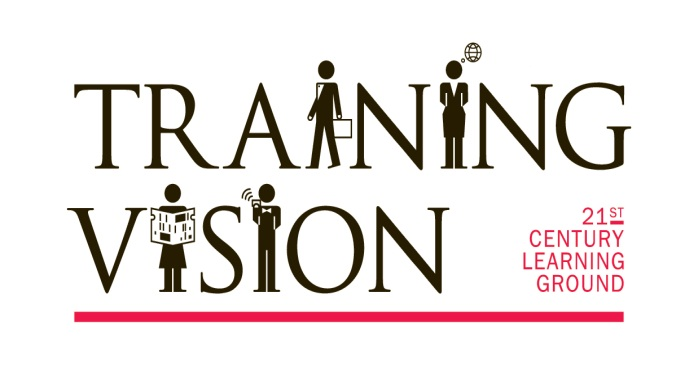 TRAINING
VISION
21ST
CENTURY
LEARNING
GROUND